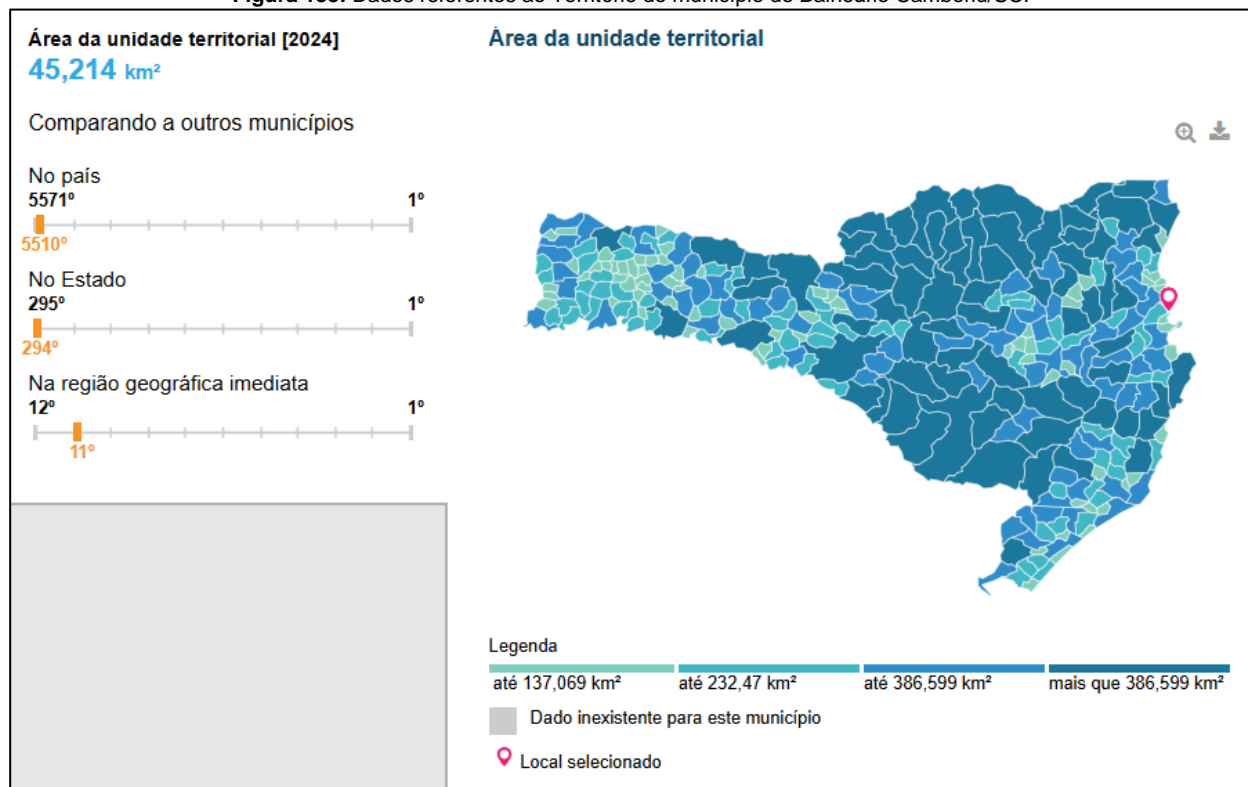 Área da unidade territorial [2024]
45,214 km²
Comparando a outros municípios
No país
5571º 1º
5510º
No Estado
295º 1º
294º
Na região geográfica imediata
12º 1º
11º
Área da unidade territorial
Legenda
até 137,069 km² até 232,47 km² até 386,599 km² mais que 386,599 km²
Dado inexistente para este município
Local selecionado